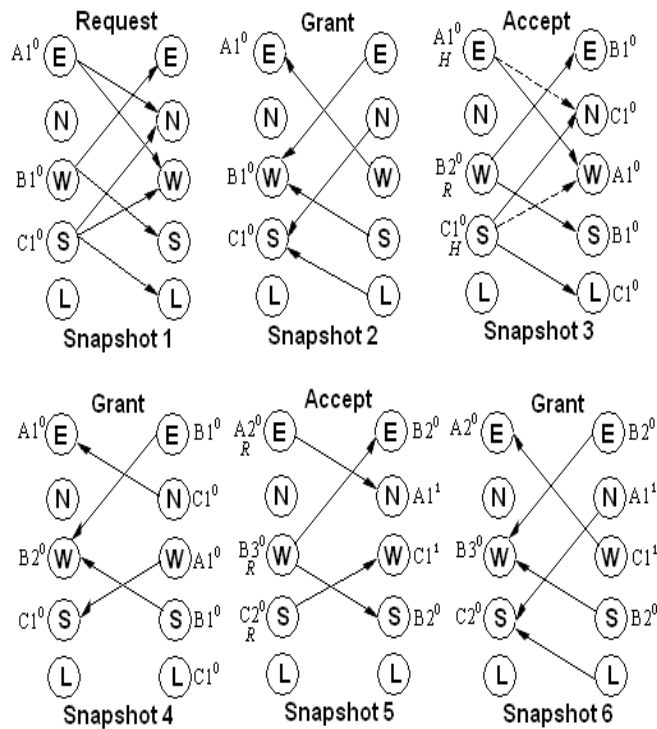 Request Grant Accept
A1⁰ E E A1⁰ E E A1⁰ H E E B1⁰
N N N N N N C1⁰
B1⁰ W W B1⁰ W W B2⁰ R W W A1⁰
C1⁰ S S C1⁰ S S C1⁰ H S S B1⁰
L L L L L L C1⁰
Snapshot 1 Snapshot 2 Snapshot 3
Grant Accept Grant
A1⁰ E E B1⁰ A2⁰ R E E B2⁰ A2⁰ E E B2⁰
N N C1⁰ N N A1¹ N N A1¹
B2⁰ W W A1⁰ B3⁰ R W W C1¹ B3⁰ W W C1¹
C1⁰ S S B1⁰ C2⁰ R S S B2⁰ C2⁰ S S B2⁰
L L C1⁰ L L L L
Snapshot 4 Snapshot 5 Snapshot 6